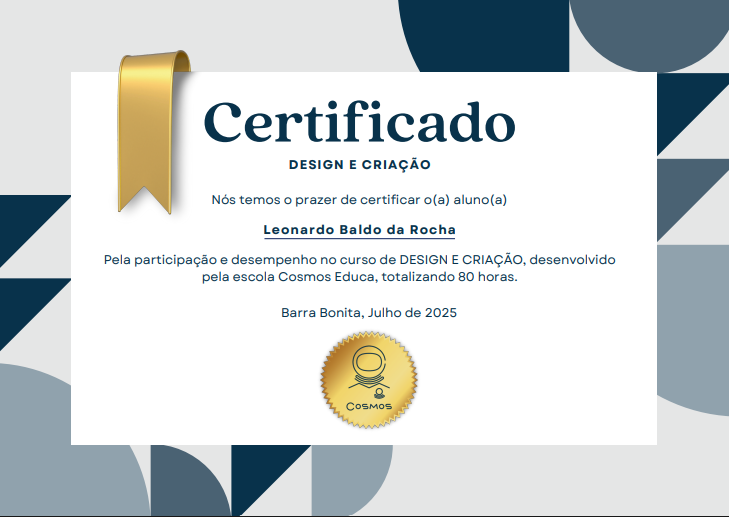 Certificado
DESIGN E CRIAÇÃO
Nós temos o prazer de certificar o(a) aluno(a)
Leonardo Baldo da Rocha
Pela participação e desempenho no curso de DESIGN E CRIAÇÃO, desenvolvido
pela escola Cosmos Educa, totalizando 80 horas.
Barra Bonita, Julho de 2025
COSMOS